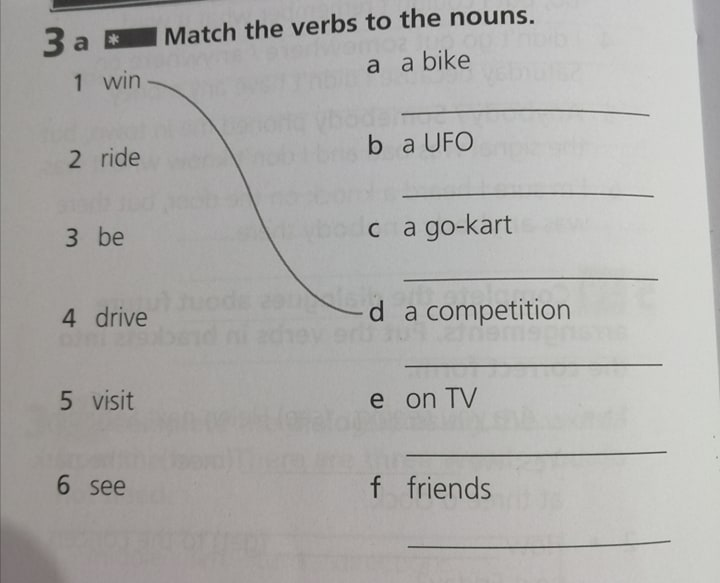 3 a * Match the verbs to the nouns.
1 win
a a bike
2 ride
b a UFO
3 be
c a go-kart
4 drive
d a competition
5 visit
e on TV
6 see
f friends